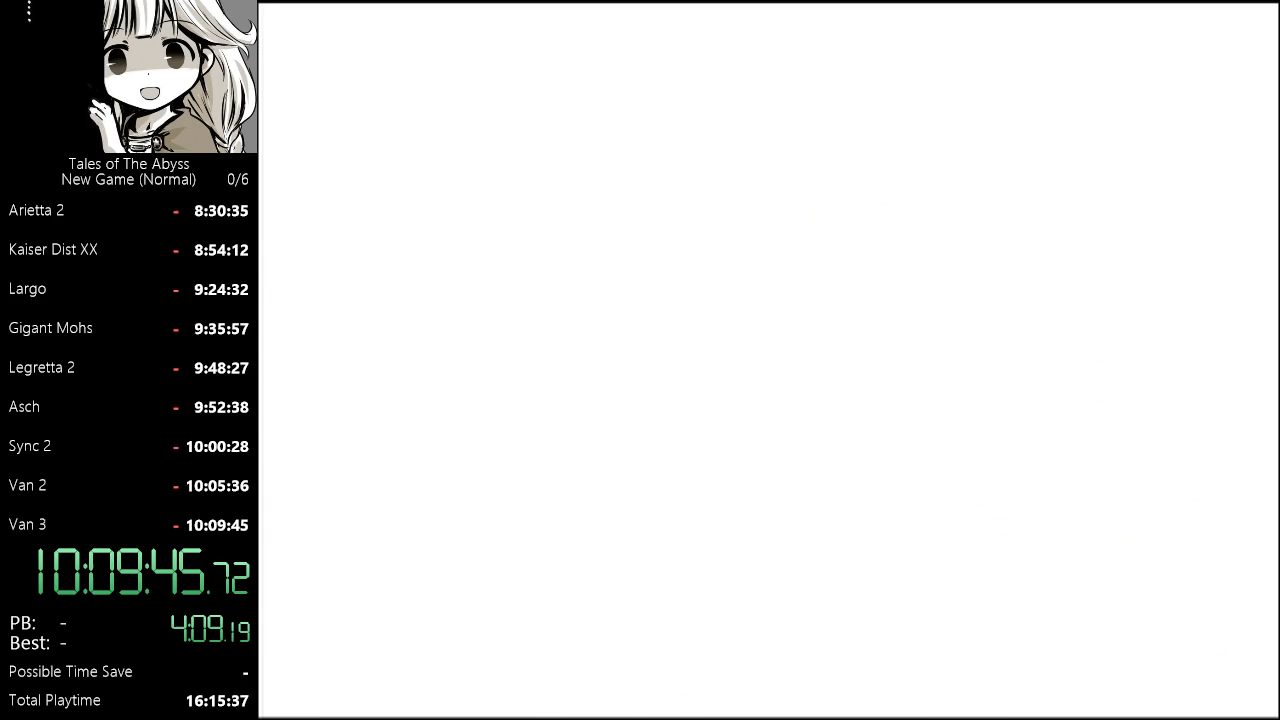 Tales of The Abyss
New Game (Normal) 0/6
Arietta 2 - 8:30:35
Kaiser Dist XX - 8:54:12
Largo - 9:24:32
Gigant Mohs - 9:35:57
Legretta 2 - 9:48:27
Asch - 9:52:38
Sync 2 - 10:00:28
Van 2 - 10:05:36
Van 3 - 10:09:45
10:09:45.72
PB: - 4:09.19
Best: -
Possible Time Save -
Total Playtime 16:15:37